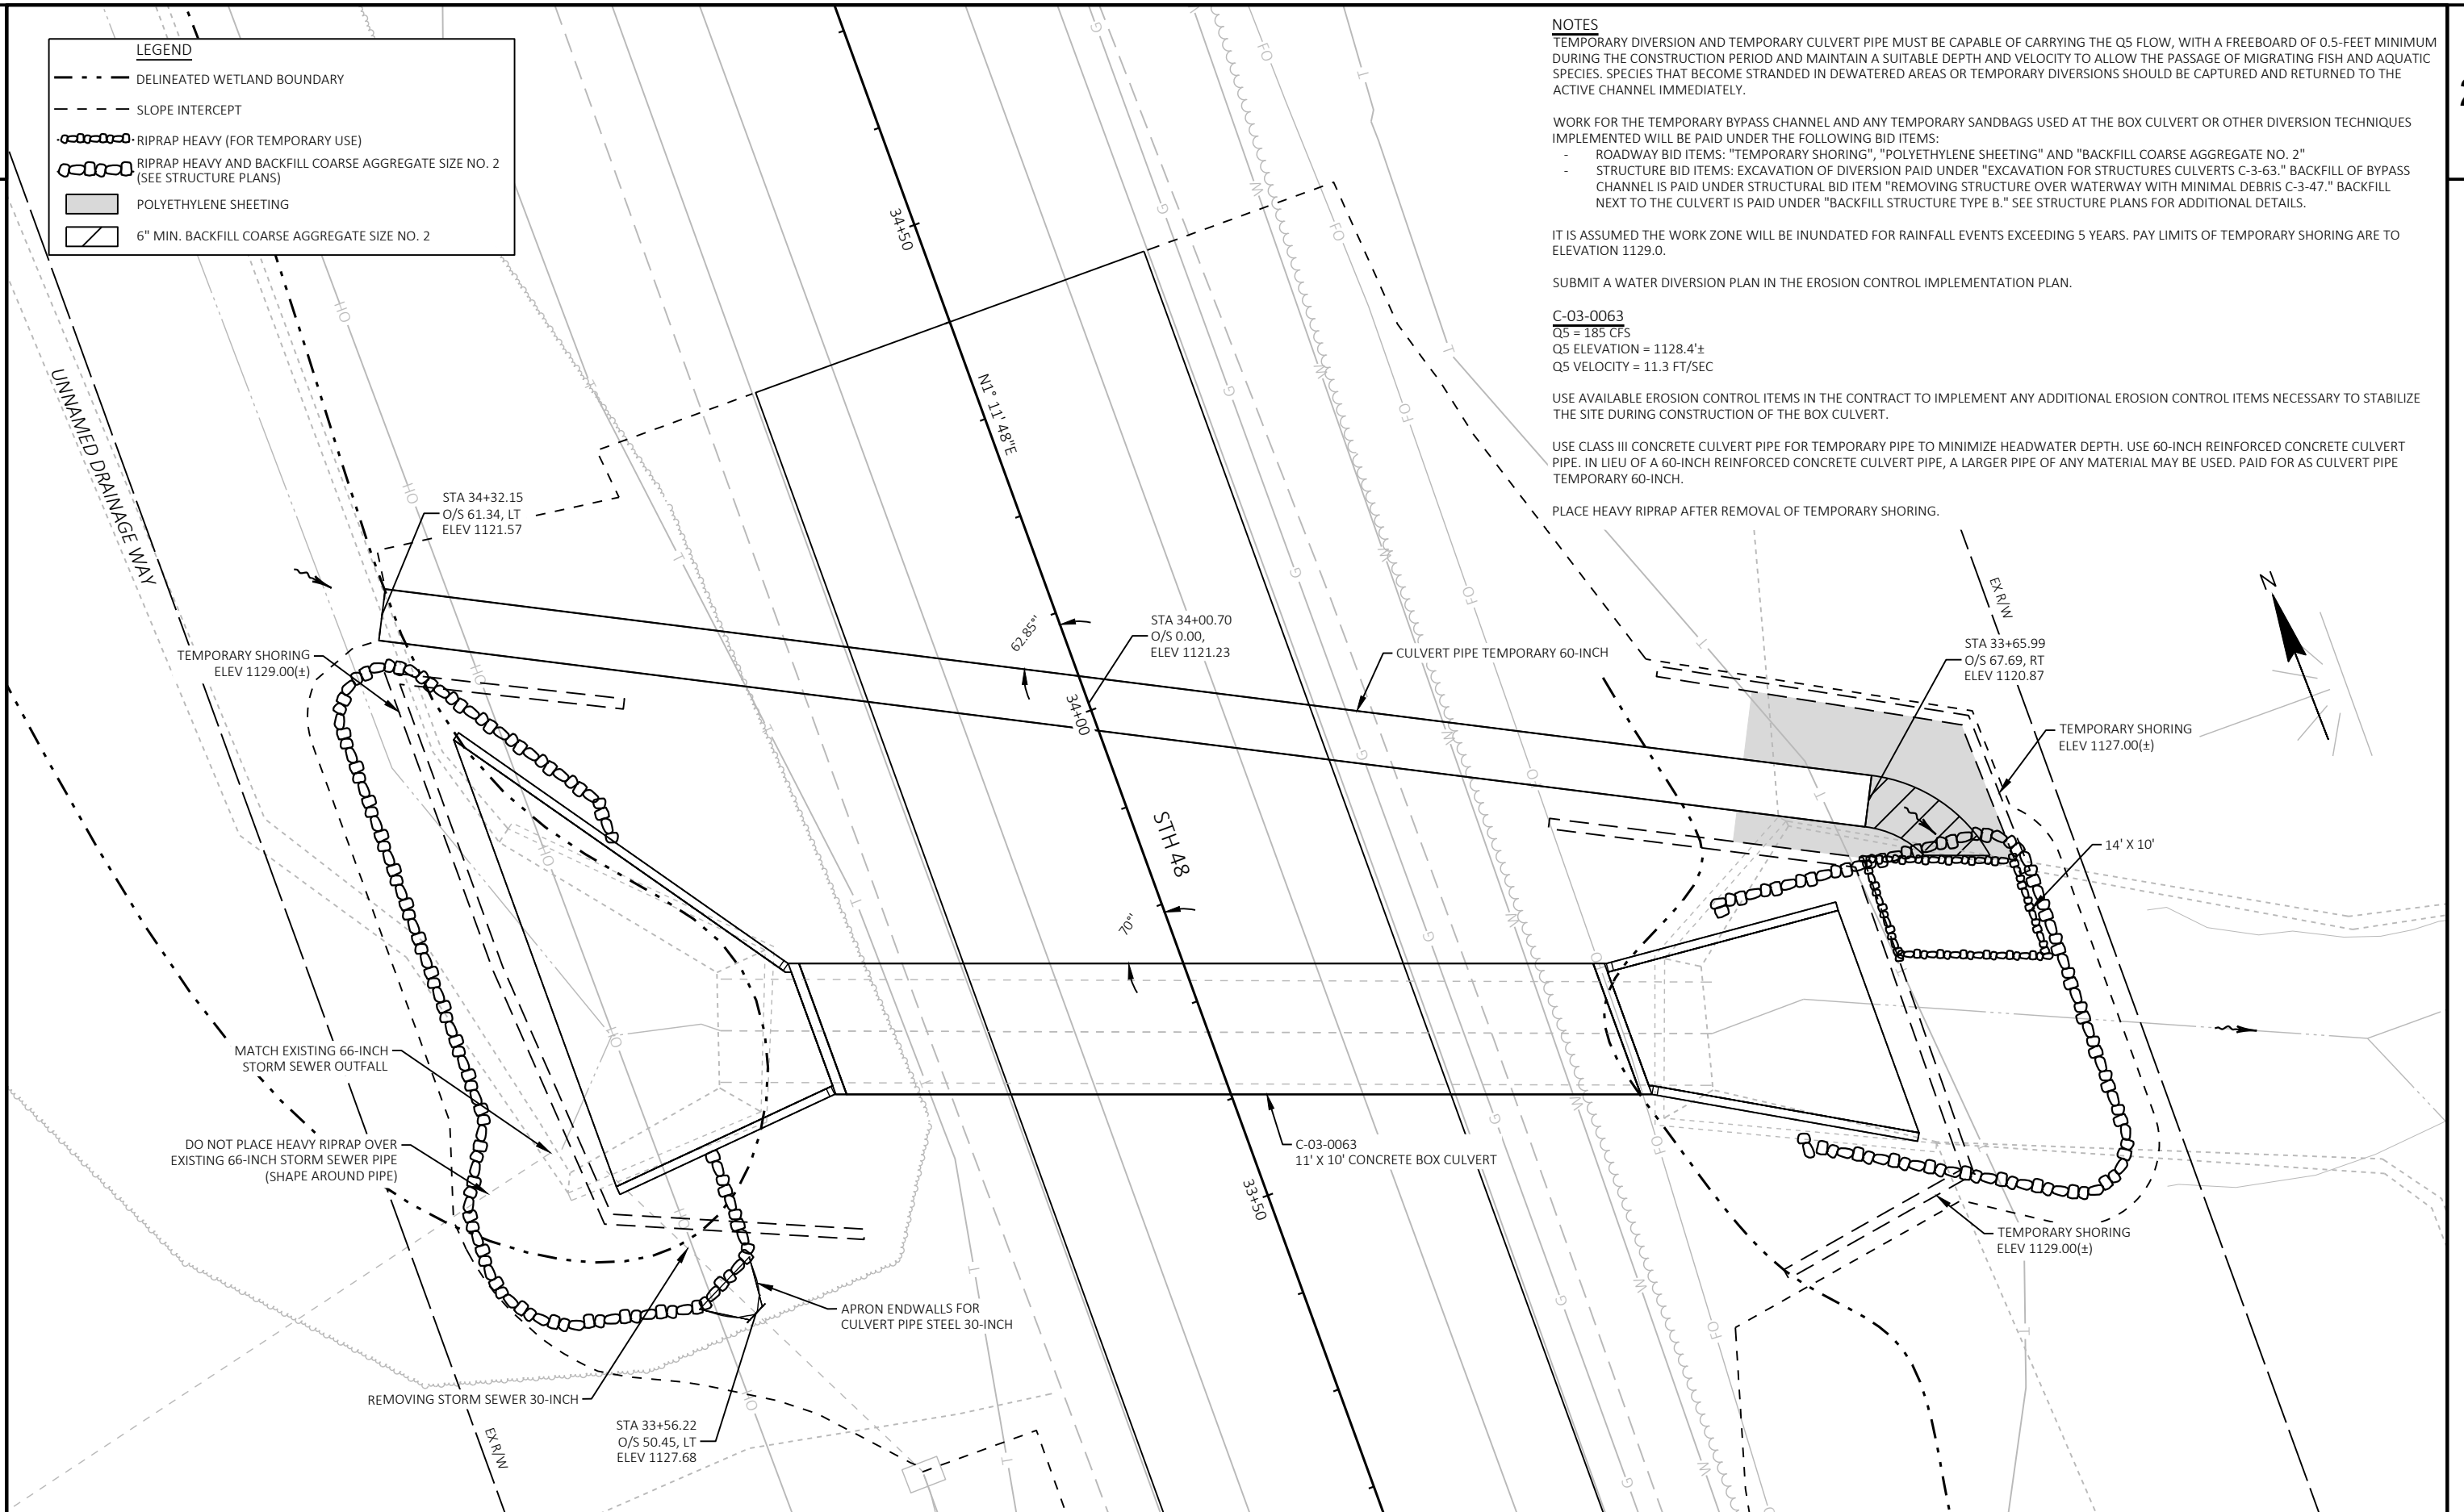 LEGEND
DELINEATED WETLAND BOUNDARY
SLOPE INTERCEPT
RIPRAP HEAVY (FOR TEMPORARY USE)
RIPRAP HEAVY AND BACKFILL COARSE AGGREGATE SIZE NO. 2
(SEE STRUCTURE PLANS)
POLYETHYLENE SHEETING
6" MIN. BACKFILL COARSE AGGREGATE SIZE NO. 2
NOTES
TEMPORARY DIVERSION AND TEMPORARY CULVERT PIPE MUST BE CAPABLE OF CARRYING THE Q5 FLOW, WITH A FREEBOARD OF 0.5-FEET MINIMUM
DURING THE CONSTRUCTION PERIOD AND MAINTAIN A SUITABLE DEPTH AND VELOCITY TO ALLOW THE PASSAGE OF MIGRATING FISH AND AQUATIC
SPECIES. SPECIES THAT BECOME STRANDED IN DEWATERED AREAS OR TEMPORARY DIVERSIONS SHOULD BE CAPTURED AND RETURNED TO THE
ACTIVE CHANNEL IMMEDIATELY.
WORK FOR THE TEMPORARY BYPASS CHANNEL AND ANY TEMPORARY SANDBAGS USED AT THE BOX CULVERT OR OTHER DIVERSION TECHNIQUES
IMPLEMENTED WILL BE PAID UNDER THE FOLLOWING BID ITEMS:
- ROADWAY BID ITEMS: "TEMPORARY SHORING", "POLYETHYLENE SHEETING" AND "BACKFILL COARSE AGGREGATE NO. 2"
- STRUCTURE BID ITEMS: EXCAVATION OF DIVERSION PAID UNDER "EXCAVATION FOR STRUCTURES CULVERTS C-3-63." BACKFILL OF BYPASS
CHANNEL IS PAID UNDER STRUCTURAL BID ITEM "REMOVING STRUCTURE OVER WATERWAY WITH MINIMAL DEBRIS C-3-47." BACKFILL
NEXT TO THE CULVERT IS PAID UNDER "BACKFILL STRUCTURE TYPE B." SEE STRUCTURE PLANS FOR ADDITIONAL DETAILS.
IT IS ASSUMED THE WORK ZONE WILL BE INUNDATED FOR RAINFALL EVENTS EXCEEDING 5 YEARS. PAY LIMITS OF TEMPORARY SHORING ARE TO
ELEVATION 1129.0.
SUBMIT A WATER DIVERSION PLAN IN THE EROSION CONTROL IMPLEMENTATION PLAN.
C-03-0063
Q5 = 185 CFS
Q5 ELEVATION = 1128.4'±
Q5 VELOCITY = 11.3 FT/SEC
USE AVAILABLE EROSION CONTROL ITEMS IN THE CONTRACT TO IMPLEMENT ANY ADDITIONAL EROSION CONTROL ITEMS NECESSARY TO STABILIZE
THE SITE DURING CONSTRUCTION OF THE BOX CULVERT.
USE CLASS III CONCRETE CULVERT PIPE FOR TEMPORARY PIPE TO MINIMIZE HEADWATER DEPTH. USE 60-INCH REINFORCED CONCRETE CULVERT
PIPE. IN LIEU OF A 60-INCH REINFORCED CONCRETE CULVERT PIPE, A LARGER PIPE OF ANY MATERIAL MAY BE USED. PAID FOR AS CULVERT PIPE
TEMPORARY 60-INCH.
PLACE HEAVY RIPRAP AFTER REMOVAL OF TEMPORARY SHORING.
34+50
N1° 11' 48"E
UNNAMED DRAINAGE WAY
STA 34+32.15
O/S 61.34, LT
ELEV 1121.57
EX R/W
N
62.85°'
STA 34+00.70
O/S 0.00,
ELEV 1121.23
CULVERT PIPE TEMPORARY 60-INCH
STA 33+65.99
O/S 67.69, RT
ELEV 1120.87
TEMPORARY SHORING
ELEV 1129.00(±)
34+00
TEMPORARY SHORING
ELEV 1127.00(±)
STH 48
14' X 10'
70°'
MATCH EXISTING 66-INCH
STORM SEWER OUTFALL
DO NOT PLACE HEAVY RIPRAP OVER
EXISTING 66-INCH STORM SEWER PIPE
(SHAPE AROUND PIPE)
C-03-0063
11' X 10' CONCRETE BOX CULVERT
33+50
TEMPORARY SHORING
ELEV 1129.00(±)
APRON ENDWALLS FOR
CULVERT PIPE STEEL 30-INCH
REMOVING STORM SEWER 30-INCH
STA 33+56.22
O/S 50.45, LT
ELEV 1127.68
EX R/W